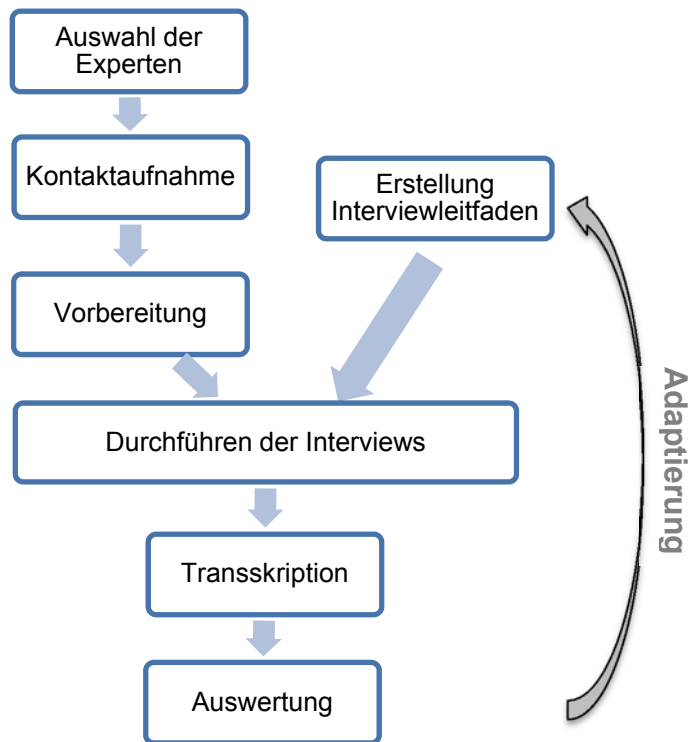 Auswahl der
Experten
Kontaktaufnahme
Erstellung
Interviewleitfaden
Vorbereitung
Durchführen der Interviews
Transskription
Auswertung
Adaptierung